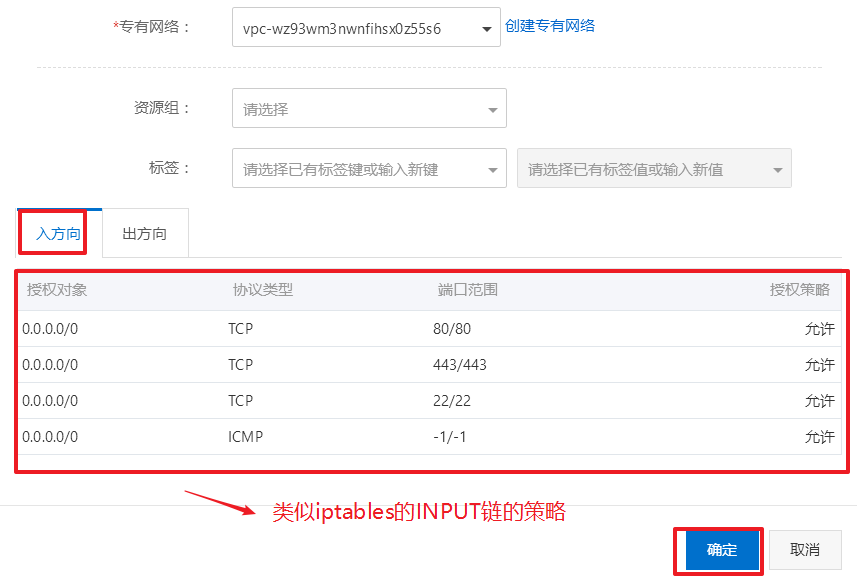 *专有网络： vpc-wz93wm3nwnfihsx0z55s6 创建专有网络
资源组： 请选择
标签： 请选择已有标签键或输入新键 请选择已有标签值或输入新值
入方向 出方向
授权对象 协议类型 端口范围 授权策略
0.0.0.0/0 TCP 80/80 允许
0.0.0.0/0 TCP 443/443 允许
0.0.0.0/0 TCP 22/22 允许
0.0.0.0/0 ICMP -1/-1 允许
类似iptables的INPUT链的策略
确定 取消